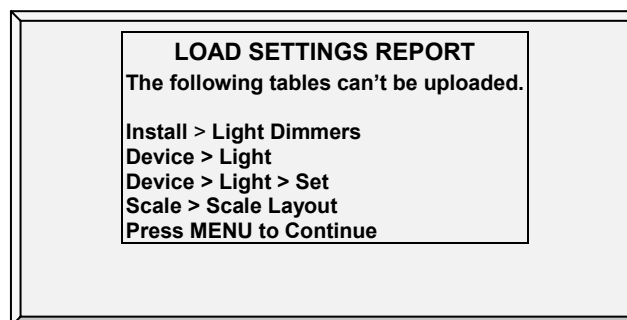 LOAD SETTINGS REPORT
The following tables can’t be uploaded.
Install > Light Dimmers
Device > Light
Device > Light > Set
Scale > Scale Layout
Press MENU to Continue